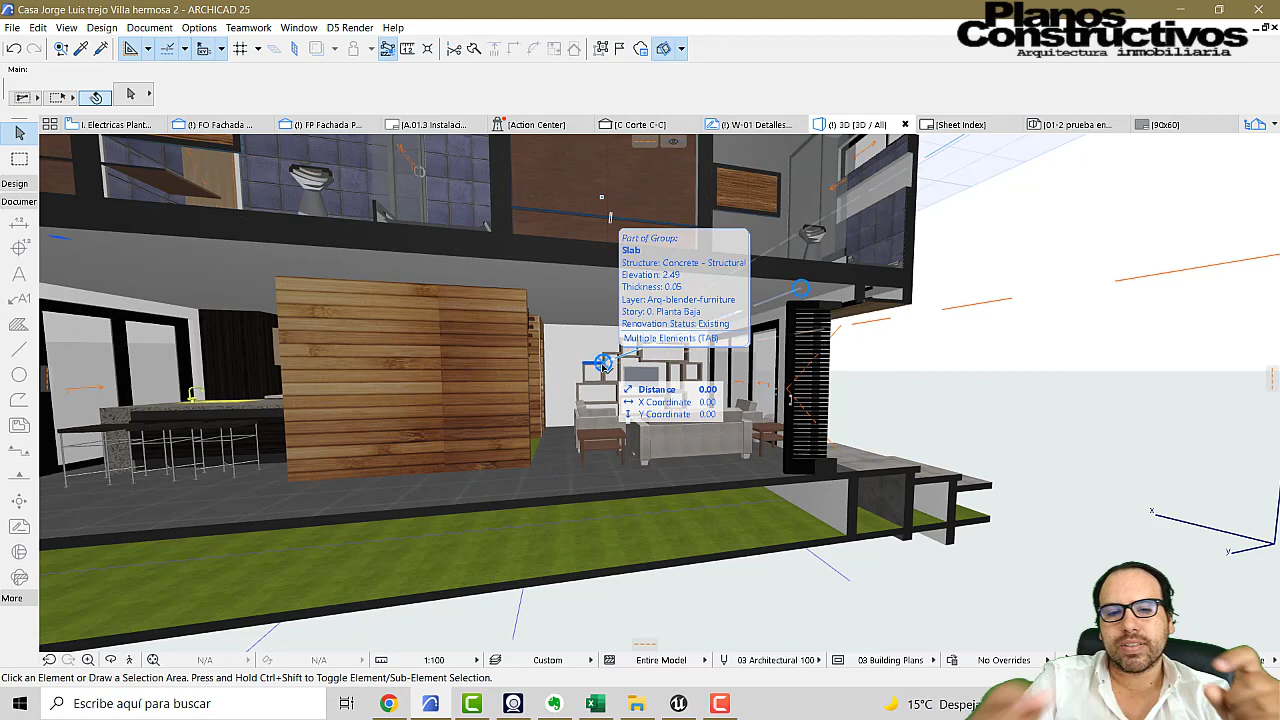 Casa Jorge Luis trejo Villa hermosa 2 - ARCHICAD 25
File Edit View Design Document Options Teamwork Window DSender Help
Planos
Constructivos
Arquitectura inmobiliaria
Main:
I. Electricas Plant... (!) FO Fachada ... (!) FP Fachada P... [A.01.3 Instalaci... [Action Center] [C Corte C-C] (!) W-01 Detalles... (!) 3D [3D / All] [Sheet Index] (!)01-2 prueba en... [90x60]
Design
Documer
More
Part of Group:
Slab
Structure: Concrete - Structural
Elevation: 2.49
Thickness: 0.05
Layer: Arq-blender-furniture
Story: 0. Planta Baja
Renovation Status: Existing
Multiple Elements (TAB)
Distance 0.00
X Coordinate 0.00
Y Coordinate 0.00
x
y
N/A N/A 1:100 Custom Entire Model 03 Architectural 100 03 Building Plans No Overrides
Click an Element or Draw a Selection Area. Press and Hold Ctrl+Shift to Toggle Element/Sub-Element Selection.
Escribe aquí para buscar
15°C Despej